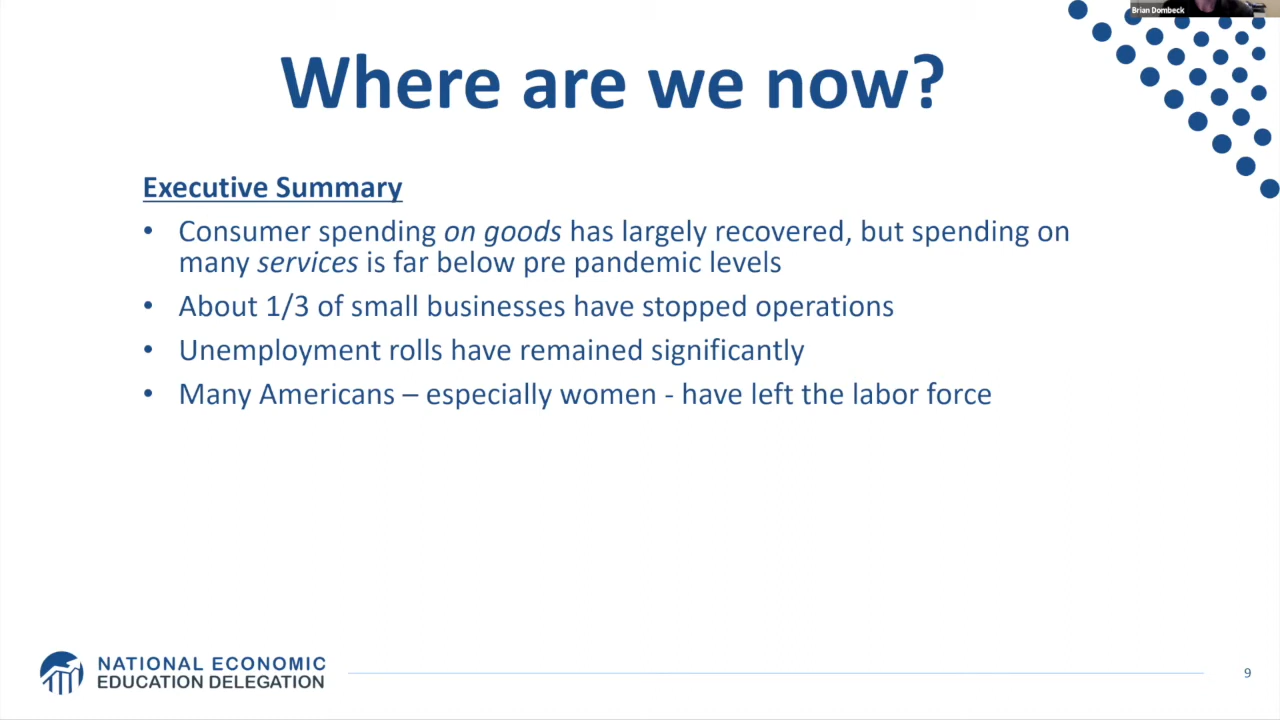 Brian Dombeck
Where are we now?
Executive Summary
• Consumer spending on goods has largely recovered, but spending on
many services is far below pre pandemic levels
• About 1/3 of small businesses have stopped operations
• Unemployment rolls have remained significantly
• Many Americans – especially women - have left the labor force
NATIONAL ECONOMIC
EDUCATION DELEGATION
9